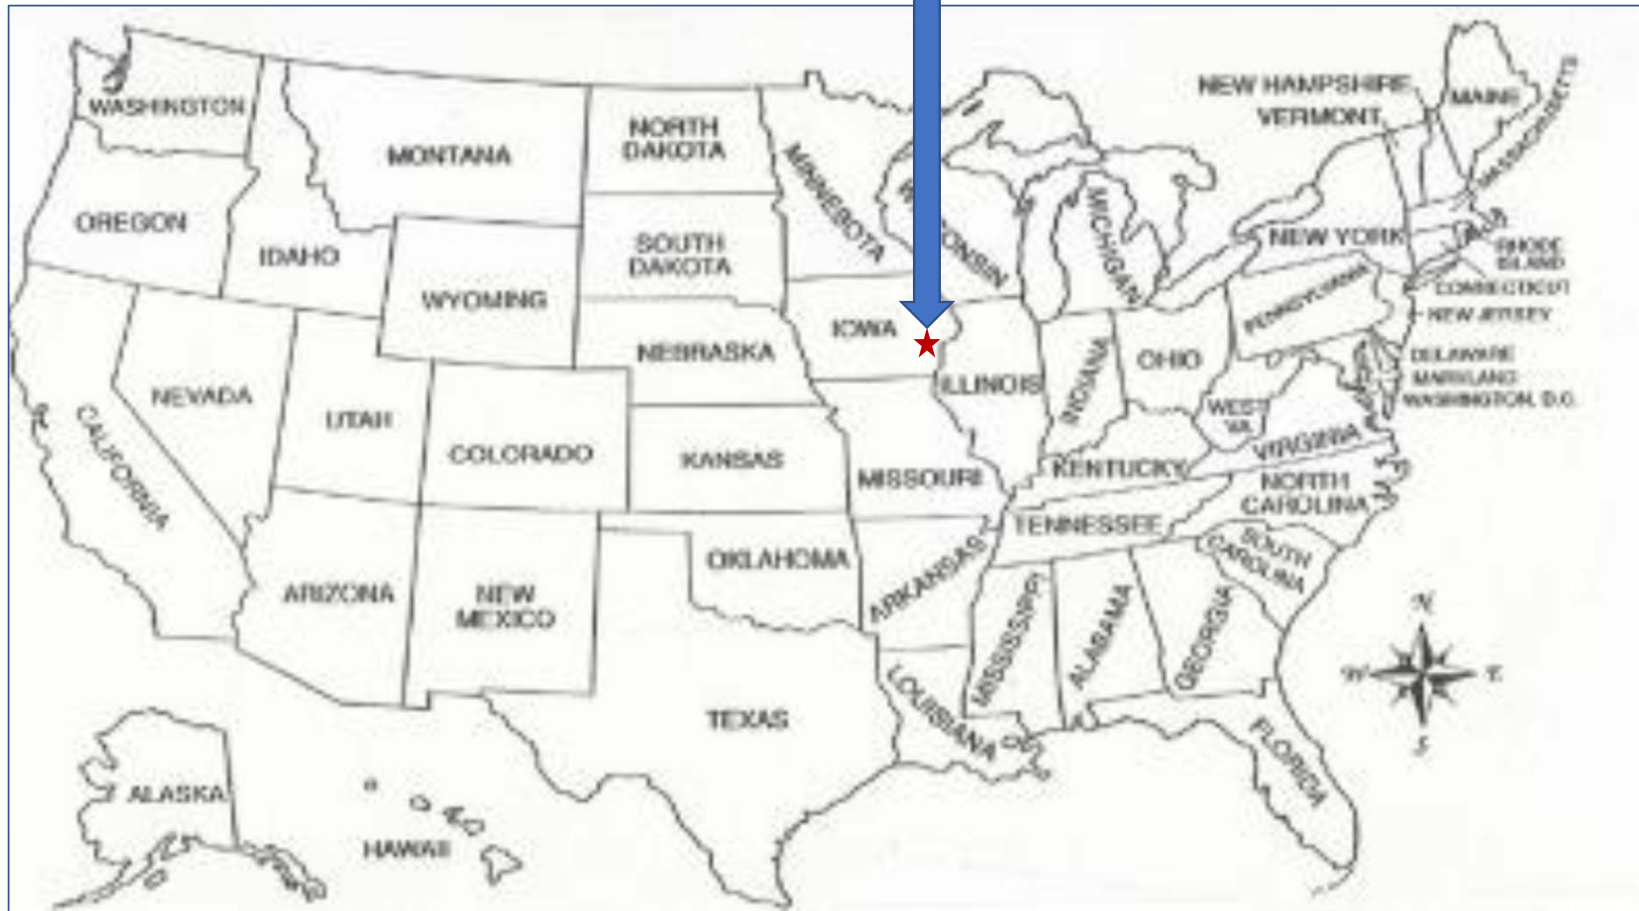 WASHINGTON
MONTANA
NORTH
DAKOTA
MINNESOTA
MICHIGAN
NEW HAMPSHIRE
VERMONT
MAINE
MASSACHUSETTS
OREGON
IDAHO
WYOMING
SOUTH
DAKOTA
NEW YORK
RHODE
ISLAND
CONNECTICUT
PENNSYLVANIA
NEW JERSEY
IOWA
NEBRASKA
ILLINOIS
INDIANA
OHIO
DELAWARE
MARYLAND
WASHINGTON, D.C.
NEVADA
UTAH
CALIFORNIA
COLORADO
KANSAS
MISSOURI
KENTUCKY
WEST
VA.
VIRGINIA
NORTH
CAROLINA
TENNESSEE
SOUTH
CAROLINA
ARIZONA
NEW
MEXICO
OKLAHOMA
ARKANSAS
MISSISSIPPI
ALABAMA
GEORGIA
TEXAS
LOUISIANA
FLORIDA
ALASKA
HAWAII
N
W
E
S